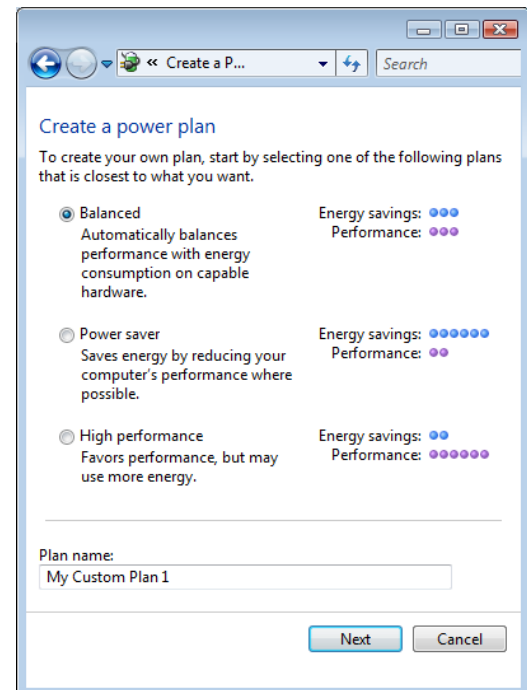 « Create a P...
Search
Create a power plan
To create your own plan, start by selecting one of the following plans
that is closest to what you want.
Balanced
Automatically balances
performance with energy
consumption on capable
hardware.
Energy savings:
Performance:
Power saver
Saves energy by reducing your
computer's performance where
possible.
Energy savings:
Performance:
High performance
Favors performance, but may
use more energy.
Energy savings:
Performance:
Plan name:
My Custom Plan 1
Next
Cancel